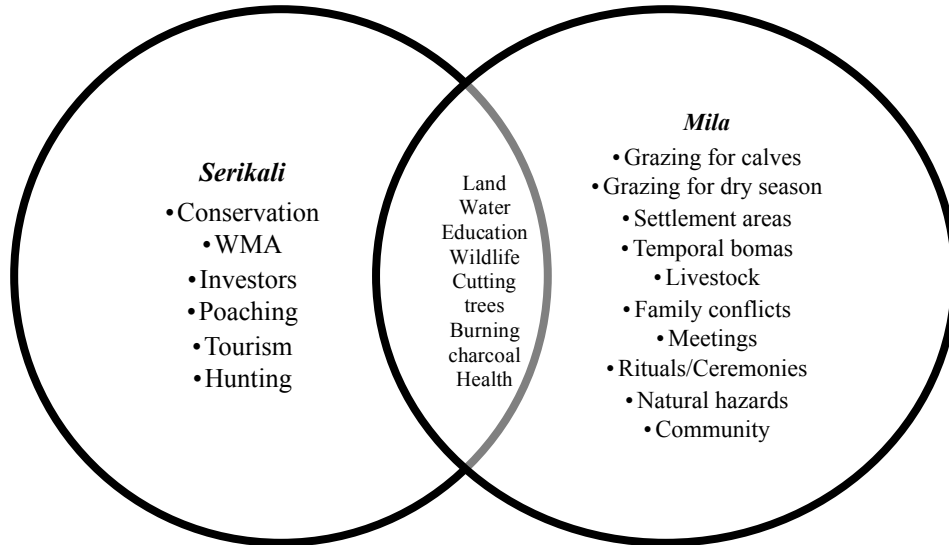 Serikali
•Conservation
•WMA
•Investors
•Poaching
•Tourism
•Hunting
Land
Water
Education
Wildlife
Cutting
trees
Burning
charcoal
Health
Mila
•Grazing for calves
•Grazing for dry season
•Settlement areas
•Temporal bomas
•Livestock
•Family conflicts
•Meetings
•Rituals/Ceremonies
•Natural hazards
•Community